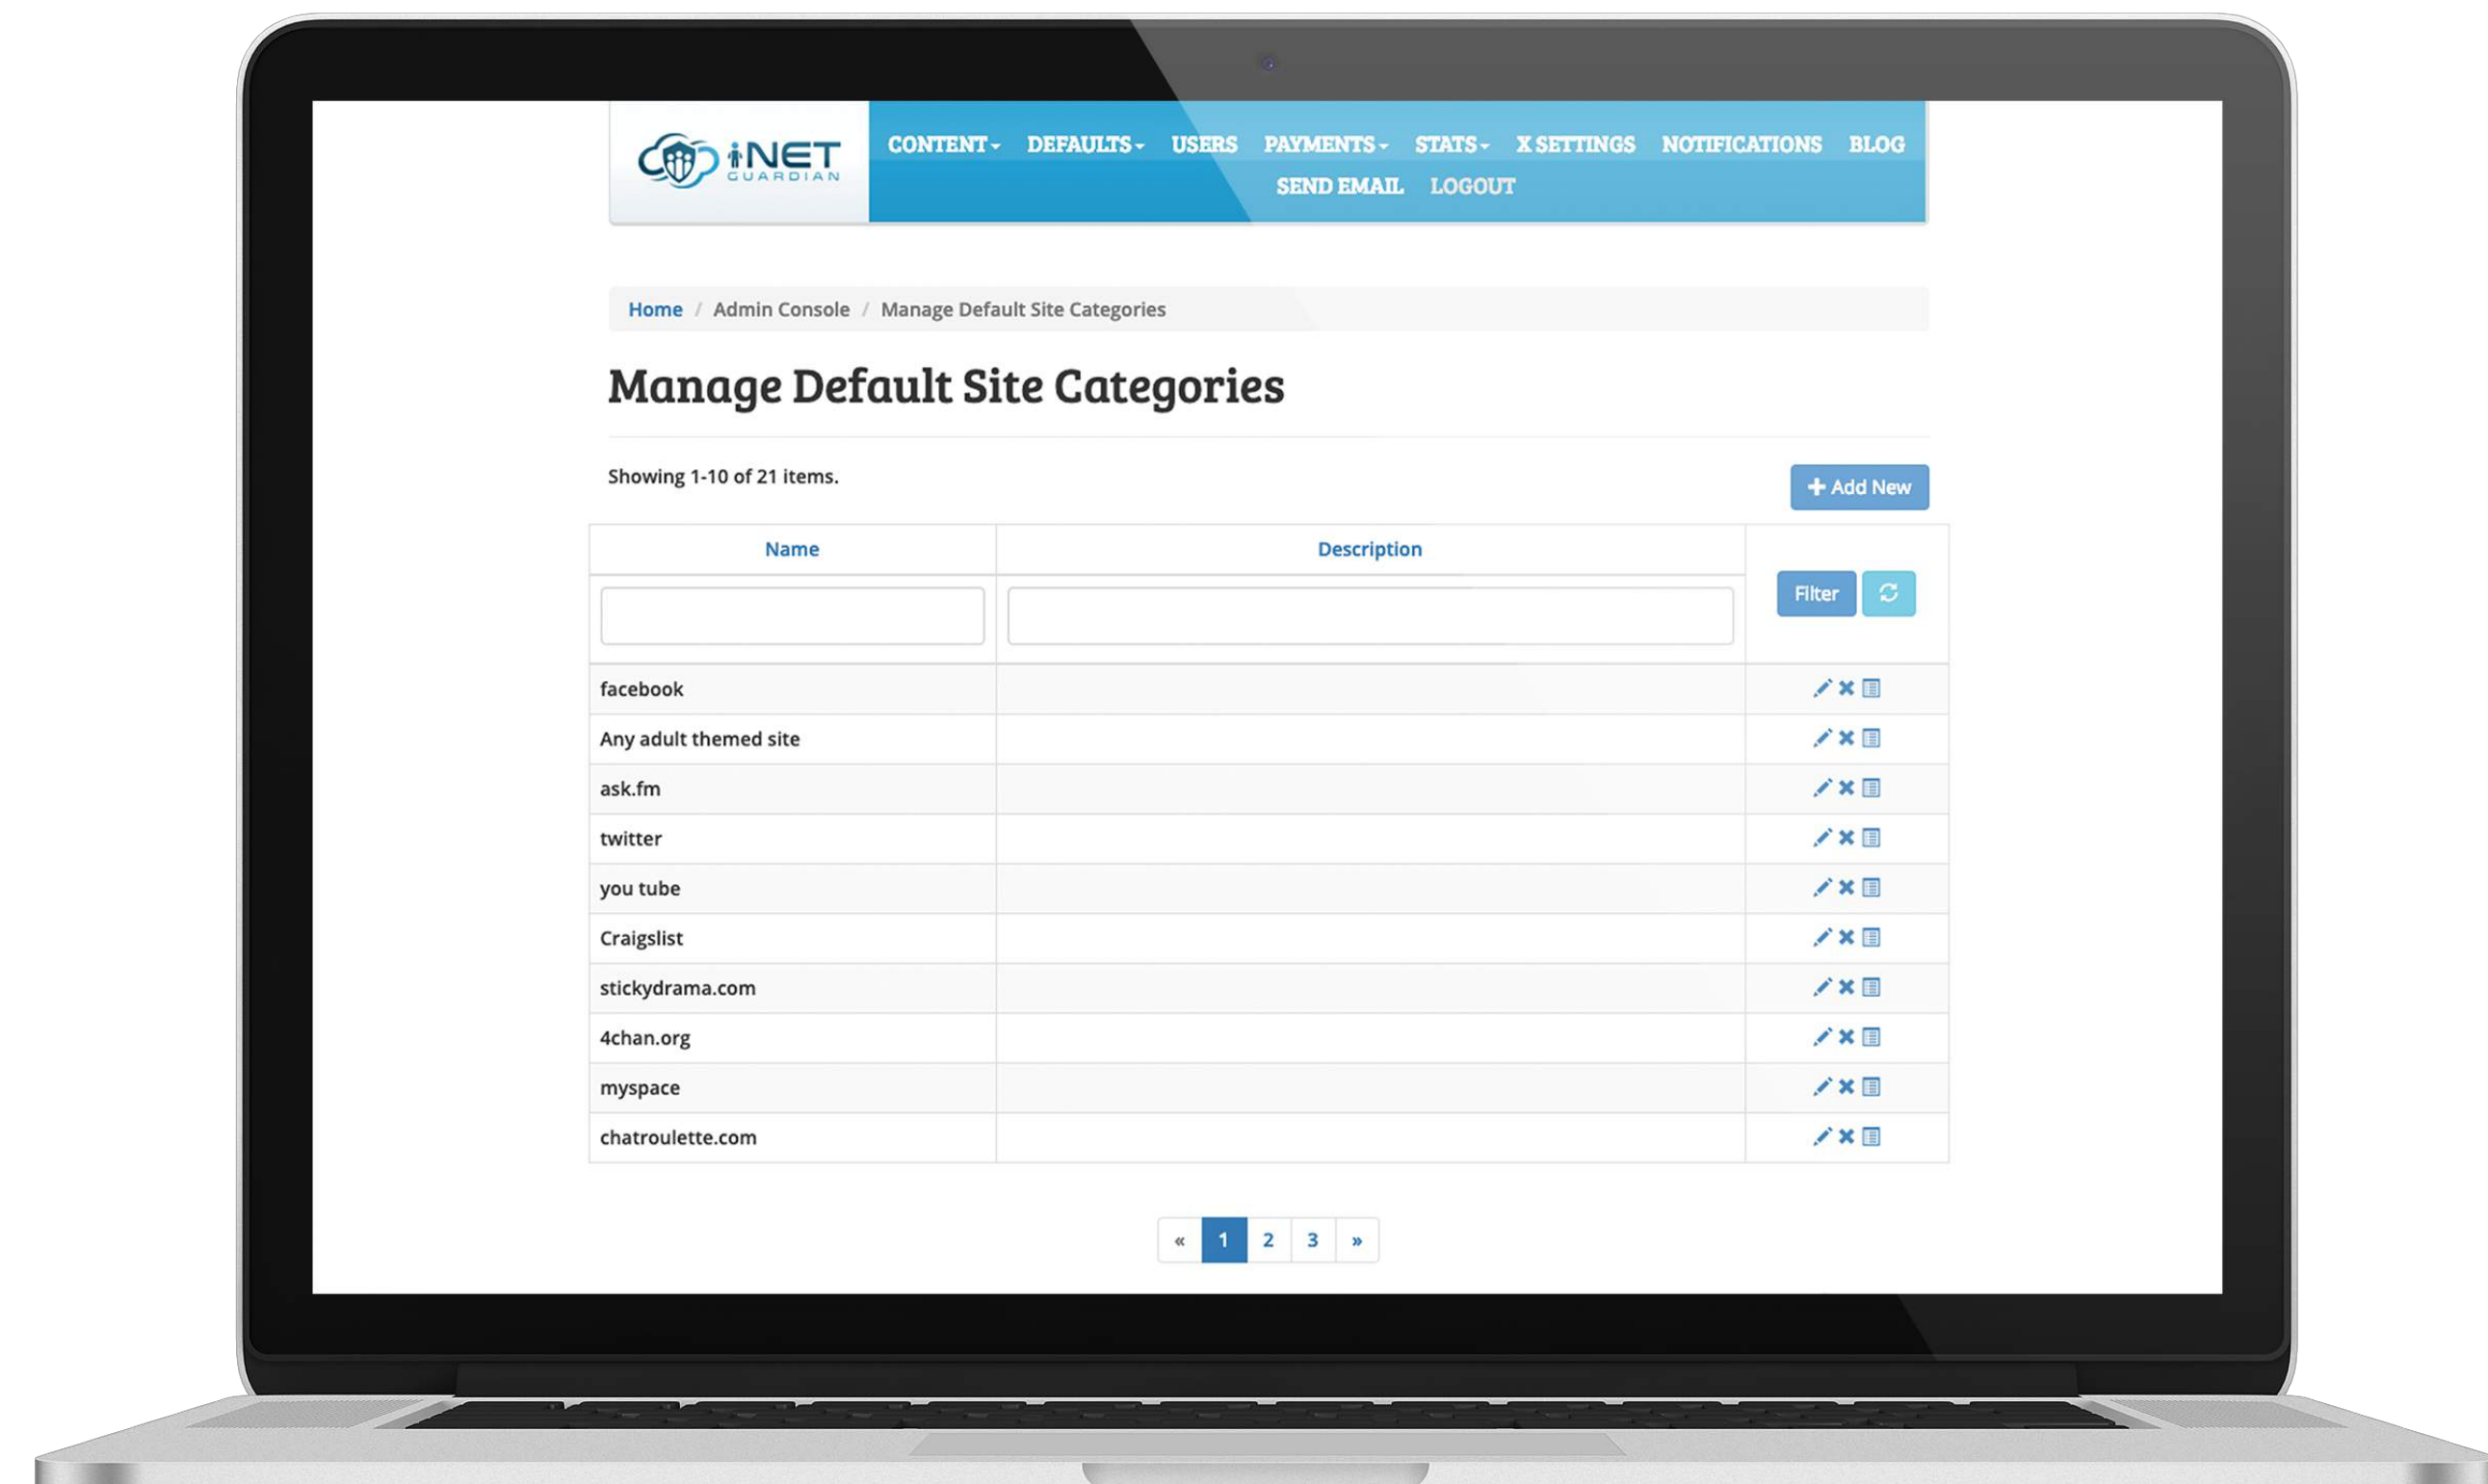 iNET
GUARDIAN
CONTENT DEFAULTS USERS PAYMENTS STATS X SETTINGS NOTIFICATIONS BLOG
SEND EMAIL LOGOUT
Home / Admin Console / Manage Default Site Categories
Manage Default Site Categories
Showing 1-10 of 21 items.
+ Add New
Name Description
Filter
facebook
Any adult themed site
ask.fm
twitter
you tube
Craigslist
stickydrama.com
4chan.org
myspace
chatroulette.com
« 1 2 3 »